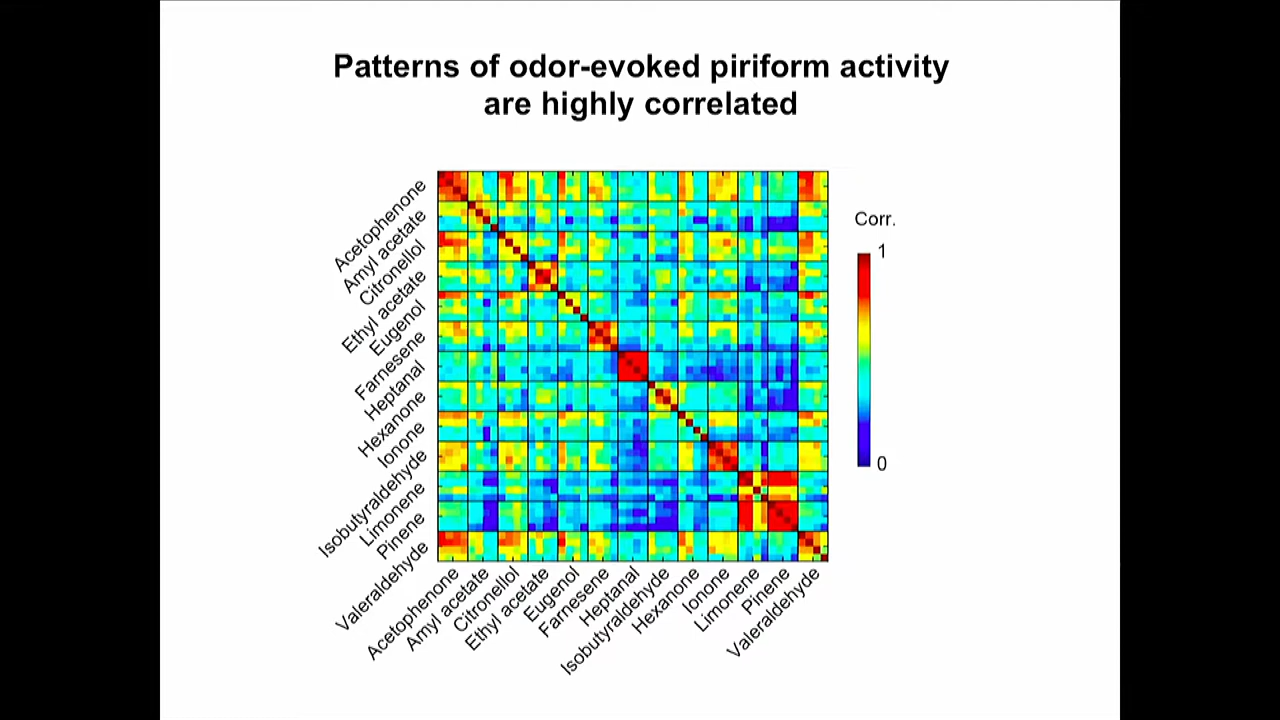 Patterns of odor-evoked piriform activity
are highly correlated
Corr.
1
0
Acetophenone
Amyl acetate
Citronellol
Ethyl acetate
Eugenol
Farnesene
Heptanal
Hexanone
Ionone
Isobutyraldehyde
Limonene
Pinene
Valeraldehyde
Acetophenone
Amyl acetate
Citronellol
Ethyl acetate
Eugenol
Farnesene
Heptanal
Isobutyraldehyde
Hexanone
Ionone
Limonene
Pinene
Valeraldehyde